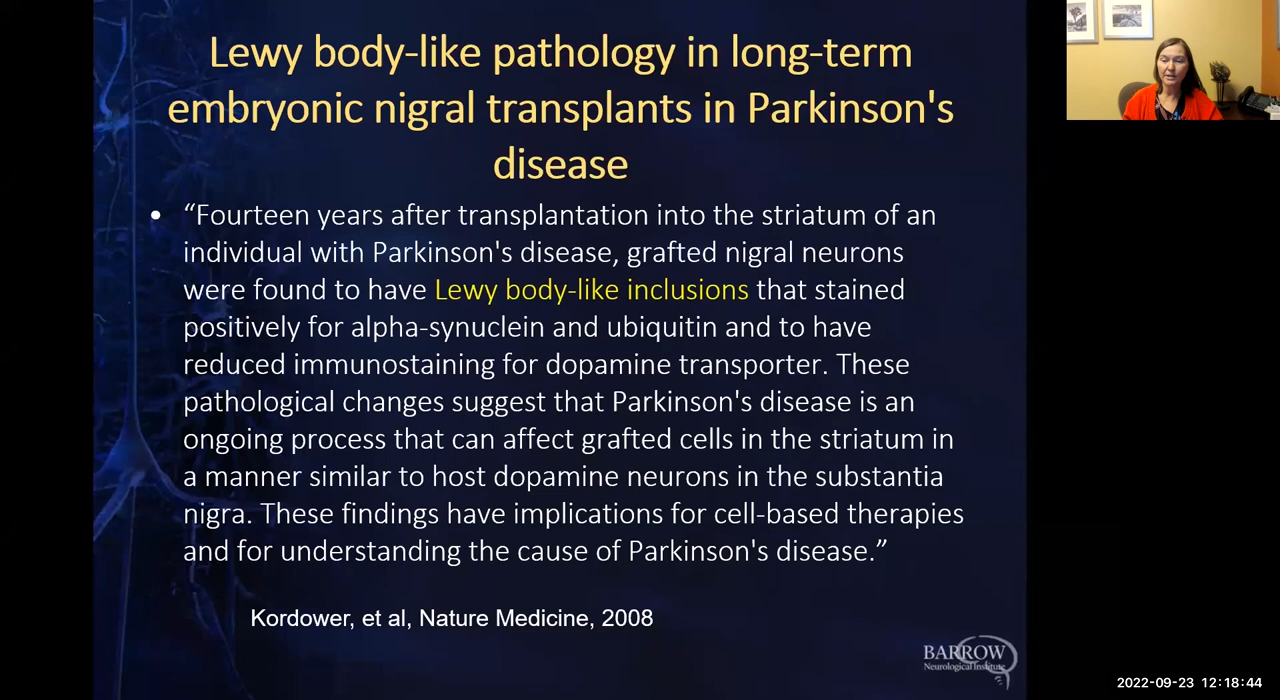 Lewy body-like pathology in long-term
embryonic nigral transplants in Parkinson's
disease
• “Fourteen years after transplantation into the striatum of an
individual with Parkinson's disease, grafted nigral neurons
were found to have Lewy body-like inclusions that stained
positively for alpha-synuclein and ubiquitin and to have
reduced immunostaining for dopamine transporter. These
pathological changes suggest that Parkinson's disease is an
ongoing process that can affect grafted cells in the striatum in
a manner similar to host dopamine neurons in the substantia
nigra. These findings have implications for cell-based therapies
and for understanding the cause of Parkinson's disease.”
Kordower, et al, Nature Medicine, 2008
BARROW
Neurological Institute
2022-09-23 12:18:44